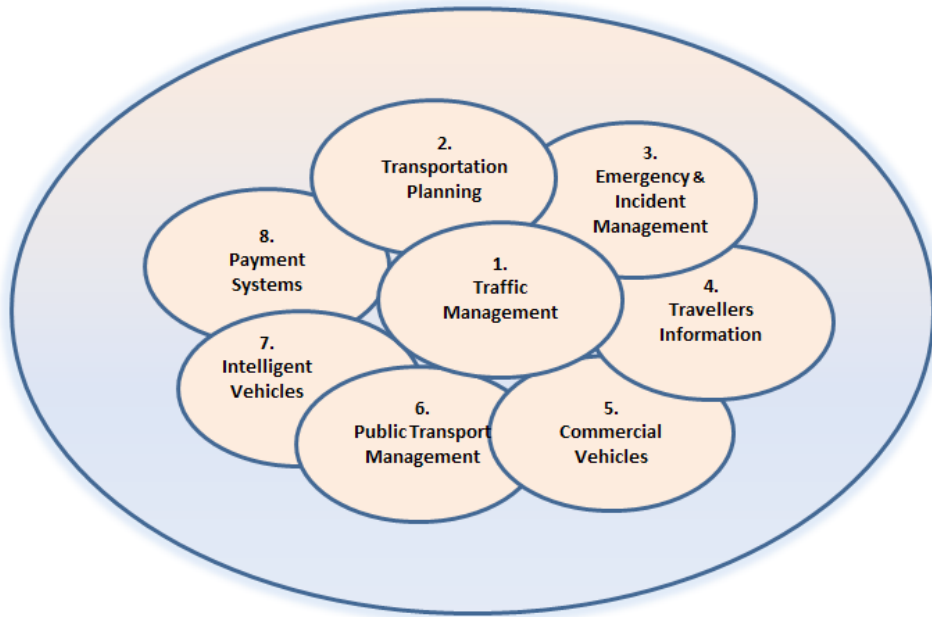 1.
Traffic
Management
2.
Transportation
Planning
3.
Emergency &
Incident
Management
4.
Travellers
Information
5.
Commercial
Vehicles
6.
Public Transport
Management
7.
Intelligent
Vehicles
8.
Payment
Systems